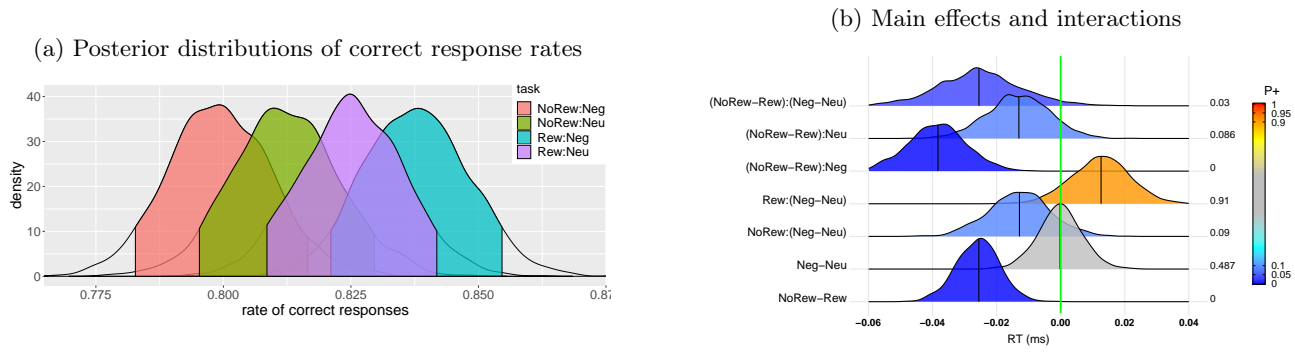 (a) Posterior distributions of correct response rates
task
NoRew:Neg
NoRew:Neu
Rew:Neg
Rew:Neu
density
40
30
20
10
0
0.775
0.800
0.825
0.850
0.87
rate of correct responses
(b) Main effects and interactions
(NoRew−Rew):(Neg−Neu) 0.03
(NoRew−Rew):Neu 0.086
(NoRew−Rew):Neg 0
Rew:(Neg−Neu) 0.91
NoRew:(Neg−Neu) 0.09
Neg−Neu 0.487
NoRew−Rew 0
−0.06 −0.04 −0.02 0.00 0.02 0.04
RT (ms)
P+
1
0.95
0.9
0.1
0.05
0